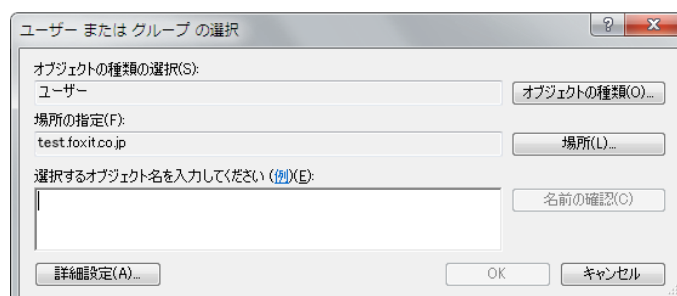 ユーザー または グループ の選択
オブジェクトの種類の選択(S):
ユーザー
オブジェクトの種類(O)...
場所の指定(F):
test.foxit.co.jp
場所(L)...
選択するオブジェクト名を入力してください (例)(E):
名前の確認(C)
詳細設定(A)...
OK
キャンセル